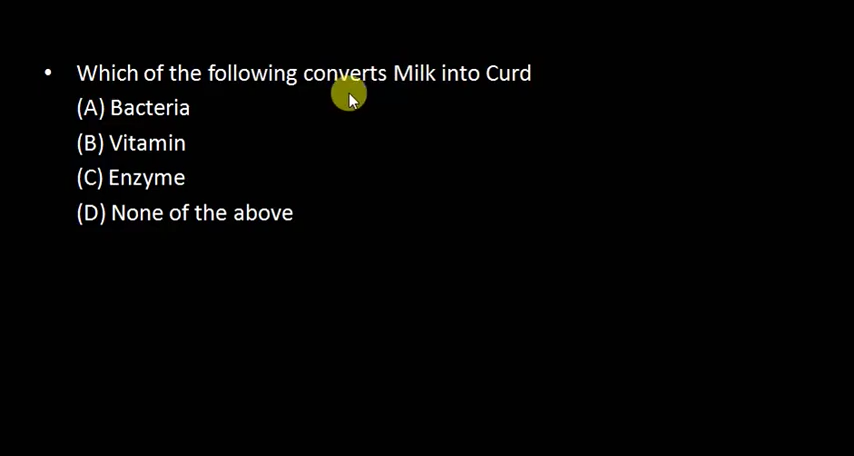 • Which of the following converts Milk into Curd
(A) Bacteria
(B) Vitamin
(C) Enzyme
(D) None of the above